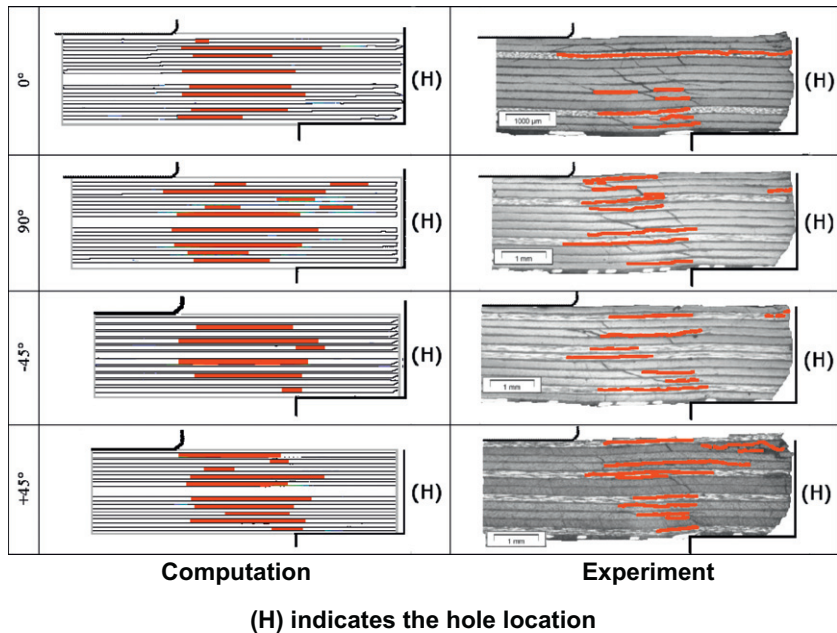 0°
(H)
1000 µm
(H)
90°
(H)
1 mm
(H)
-45°
(H)
1 mm
(H)
+45°
(H)
1 mm
(H)
Computation
Experiment
(H) indicates the hole location